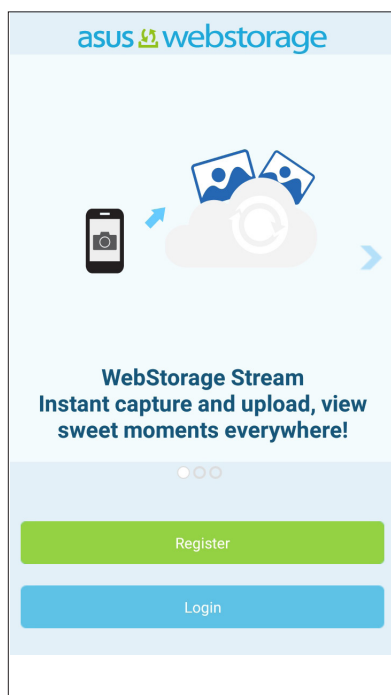 asus webstorage
WebStorage Stream
Instant capture and upload, view
sweet moments everywhere!
Register
Login